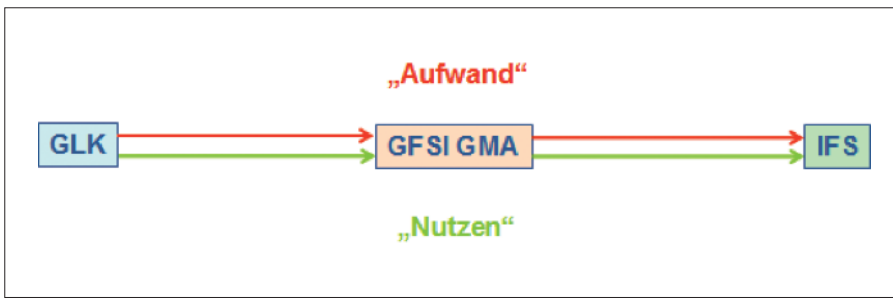 „Aufwand“
GLK
GFSI GMA
IFS
„Nutzen“